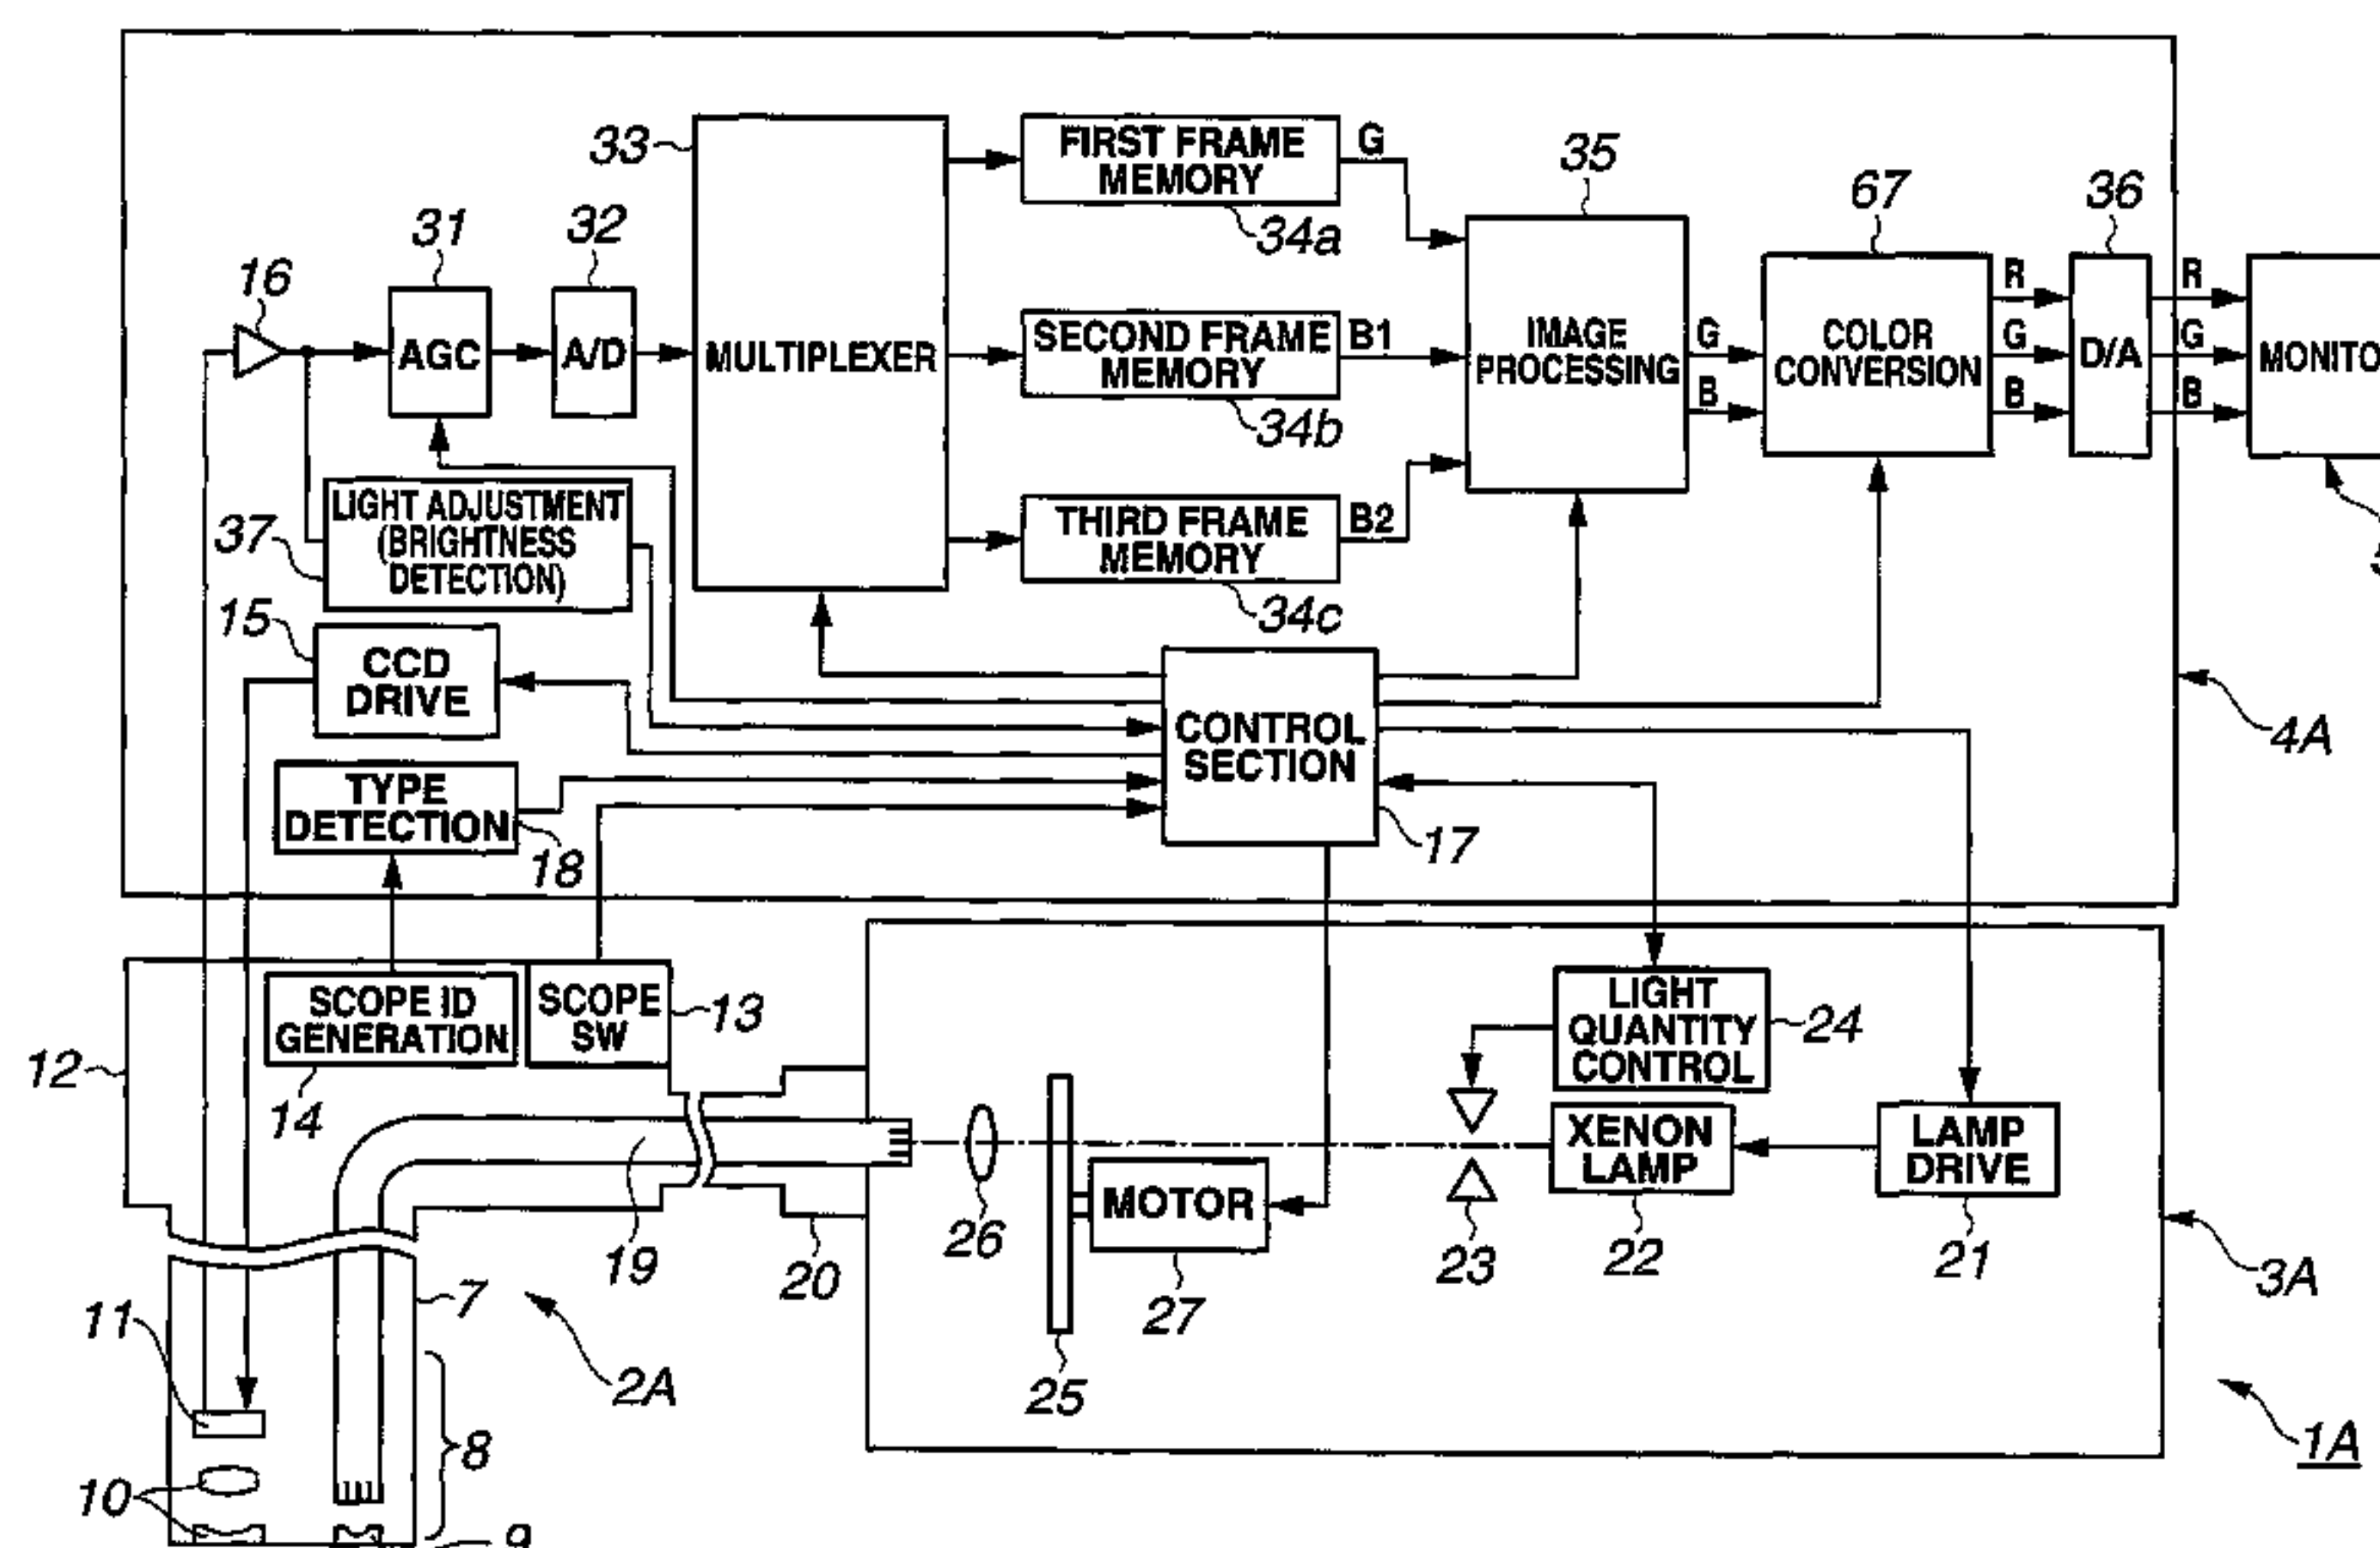 33
FIRST FRAME
MEMORY
G
34a
35
67
36
31
32
16
AGC
A/D
MULTIPLEXER
SECOND FRAME
MEMORY
B1
34b
IMAGE
PROCESSING
G
B
COLOR
CONVERSION
R
G
B
D/A
R
G
B
37
LIGHT ADJUSTMENT
(BRIGHTNESS
DETECTION)
THIRD FRAME
MEMORY
B2
34c
15
CCD
DRIVE
CONTROL
SECTION
17
4A
TYPE
DETECTION
18
12
SCOPE ID
GENERATION
14
SCOPE
SW
13
LIGHT
QUANTITY
CONTROL
24
XENON
LAMP
22
LAMP
DRIVE
21
MOTOR
27
26
25
23
19
20
3A
7
2A
11
8
10
1A